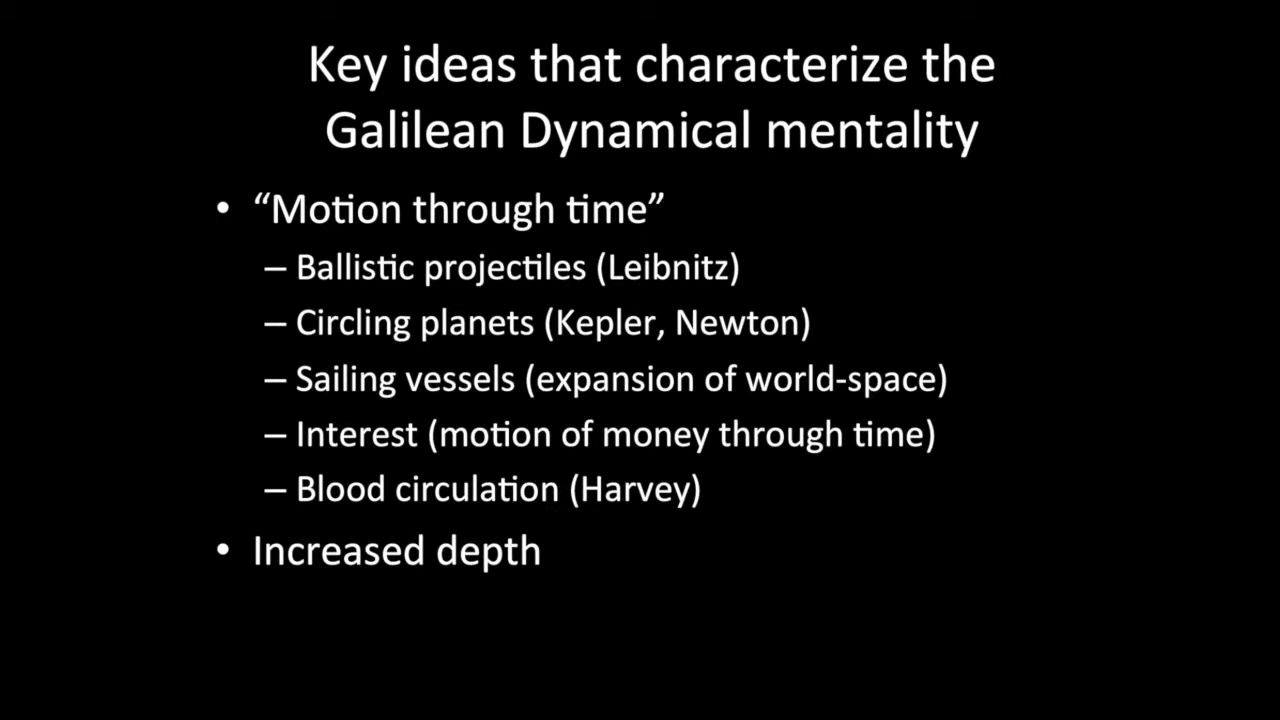 Key ideas that characterize the
Galilean Dynamical mentality
• “Motion through time”
– Ballistic projectiles (Leibnitz)
– Circling planets (Kepler, Newton)
– Sailing vessels (expansion of world-space)
– Interest (motion of money through time)
– Blood circulation (Harvey)
• Increased depth